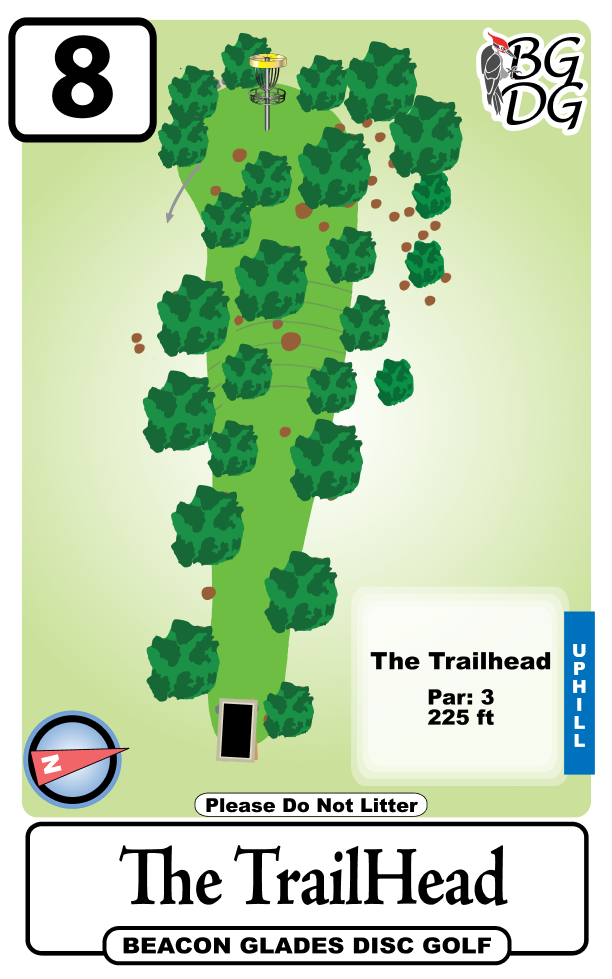 8
BG
DG
The Trailhead
Par: 3
225 ft
UPHILL
N
Please Do Not Litter
The TrailHead
BEACON GLADES DISC GOLF